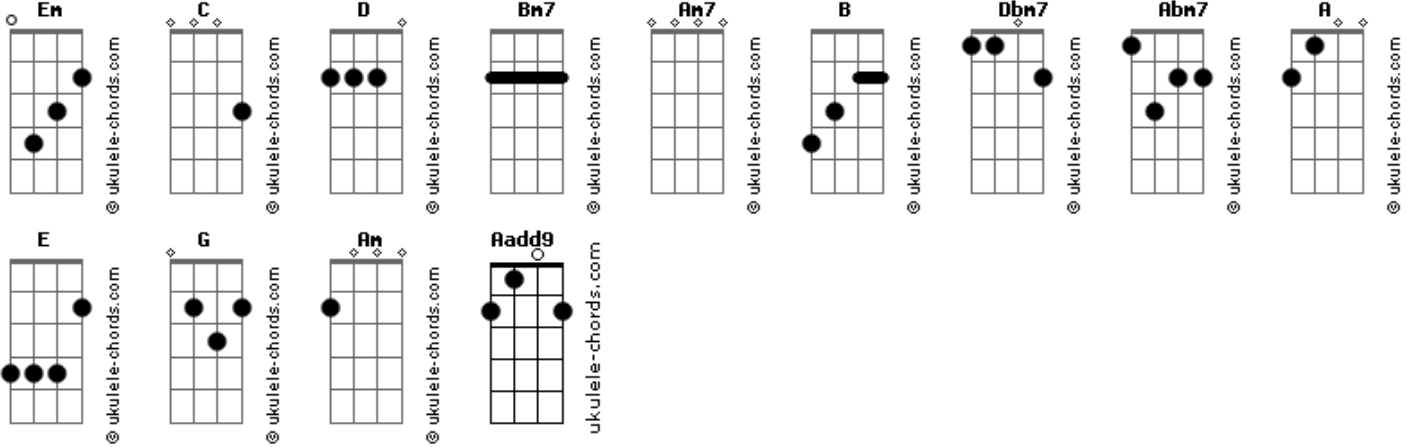 Em C D Bm7 Am7 B Dbm7 Abm7 A
© ukulele-chords.com © ukulele-chords.com © ukulele-chords.com © ukulele-chords.com © ukulele-chords.com © ukulele-chords.com © ukulele-chords.com © ukulele-chords.com © ukulele-chords.com
E G Am Aadd9
© ukulele-chords.com © ukulele-chords.com © ukulele-chords.com ukulele-chords.com